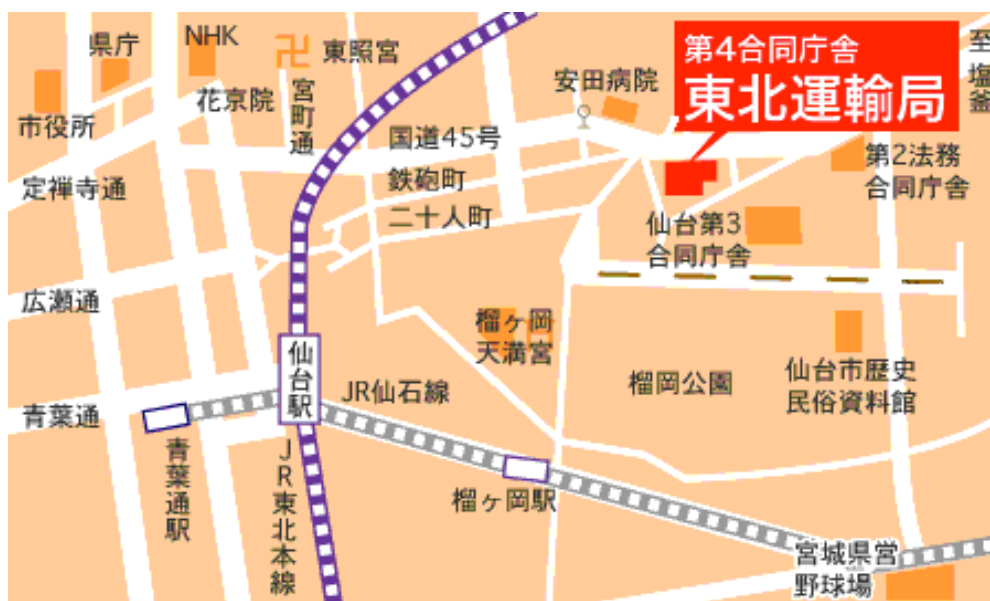 県庁
NHK
卍
東照宮
第4合同庁舎
東北運輸局
至
塩
釜
安田病院
市役所
花京院
宮町通
国道45号
定禅寺通
鉄砲町
二十人町
第2法務
合同庁舎
仙台第3
合同庁舎
広瀬通
仙台駅
榴ヶ岡
天満宮
JR仙石線
榴岡公園
仙台市歴史
民俗資料館
青葉通
青葉通駅
JR東北本線
榴ヶ岡駅
宮城県営
野球場